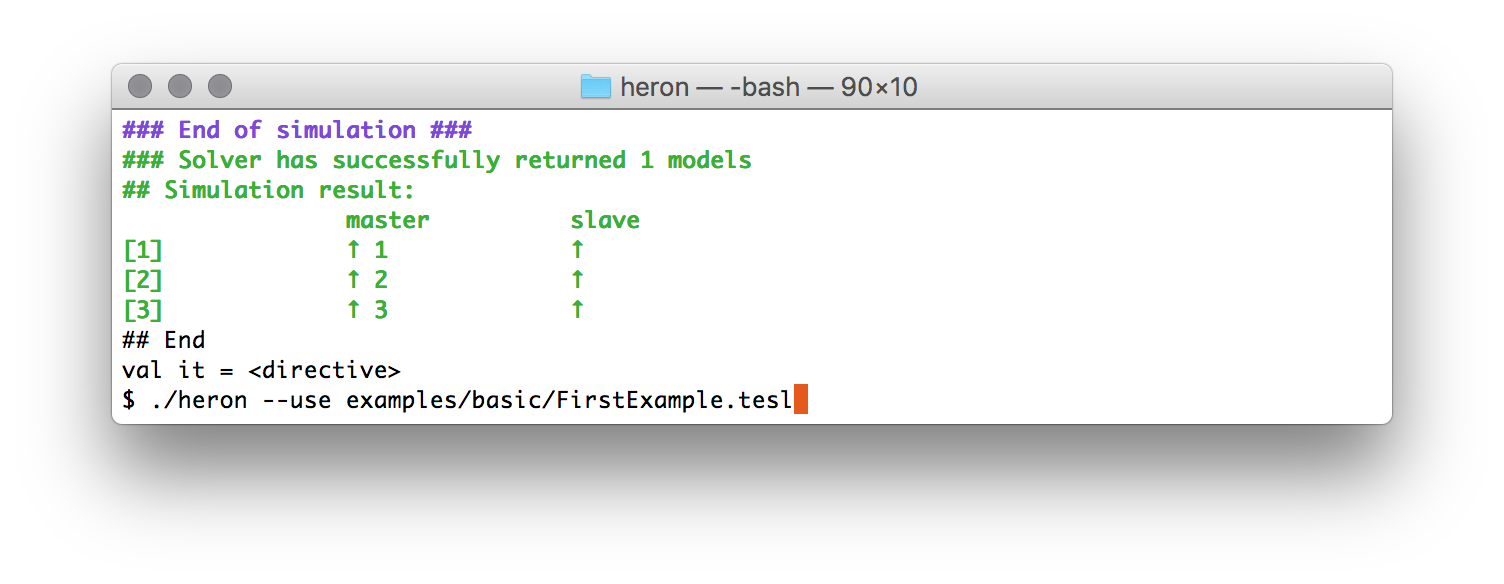 heron — -bash — 90×10
### End of simulation ###
### Solver has successfully returned 1 models
## Simulation result:
master slave
[1] ↑ 1 ↑
[2] ↑ 2 ↑
[3] ↑ 3 ↑
## End
val it = <directive>
$ ./heron --use examples/basic/FirstExample.tesl